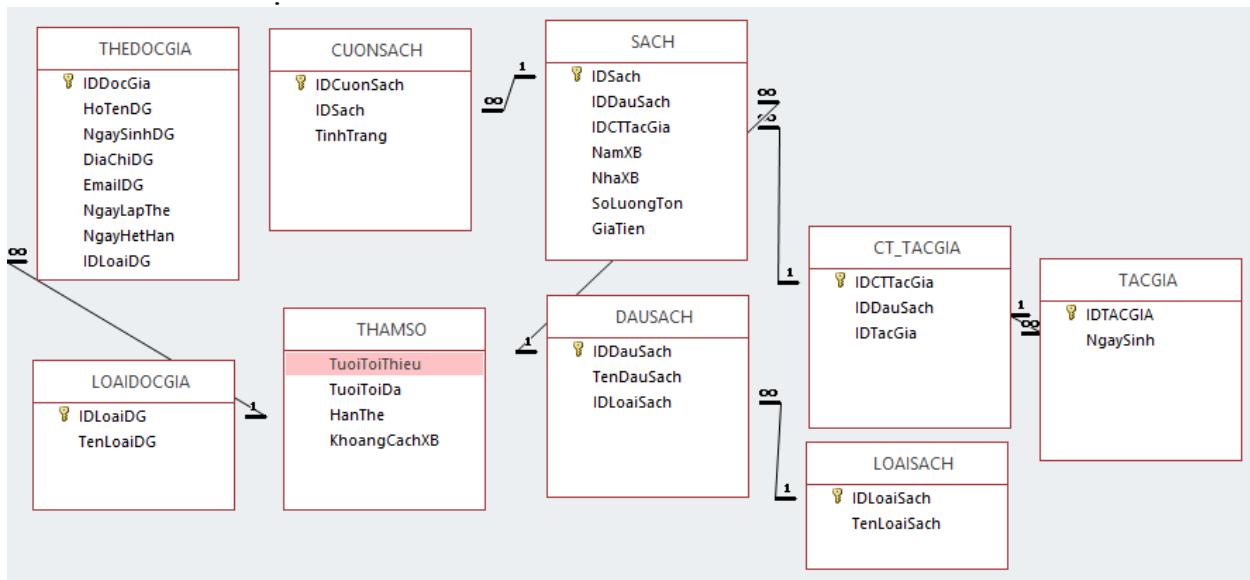 THEDOCGIA
IDDocGia
HoTenDG
NgaySinhDG
DiaChiDG
EmailDG
NgayLapThe
NgayHetHan
IDLoaiDG
CUONSACH
IDCuonSach
IDSach
TinhTrang
SACH
IDSach
IDDauSach
IDCTTacGia
NamXB
NhaXB
SoLuongTon
GiaTien
CT_TACGIA
IDCTTacGia
IDDauSach
IDTacGia
TACGIA
IDTACGIA
NgaySinh
LOAIDOCGIA
IDLoaiDG
TenLoaiDG
THAMSO
TuoiToiThieu
TuoiToiDa
HanThe
KhoangCachXB
DAUSACH
IDDauSach
TenDauSach
IDLoaiSach
LOAISACH
IDLoaiSach
TenLoaiSach
∞
1
∞
1
∞
∞
1
1
∞
1
∞
1